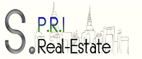 S. P.R.I
Real-Estate